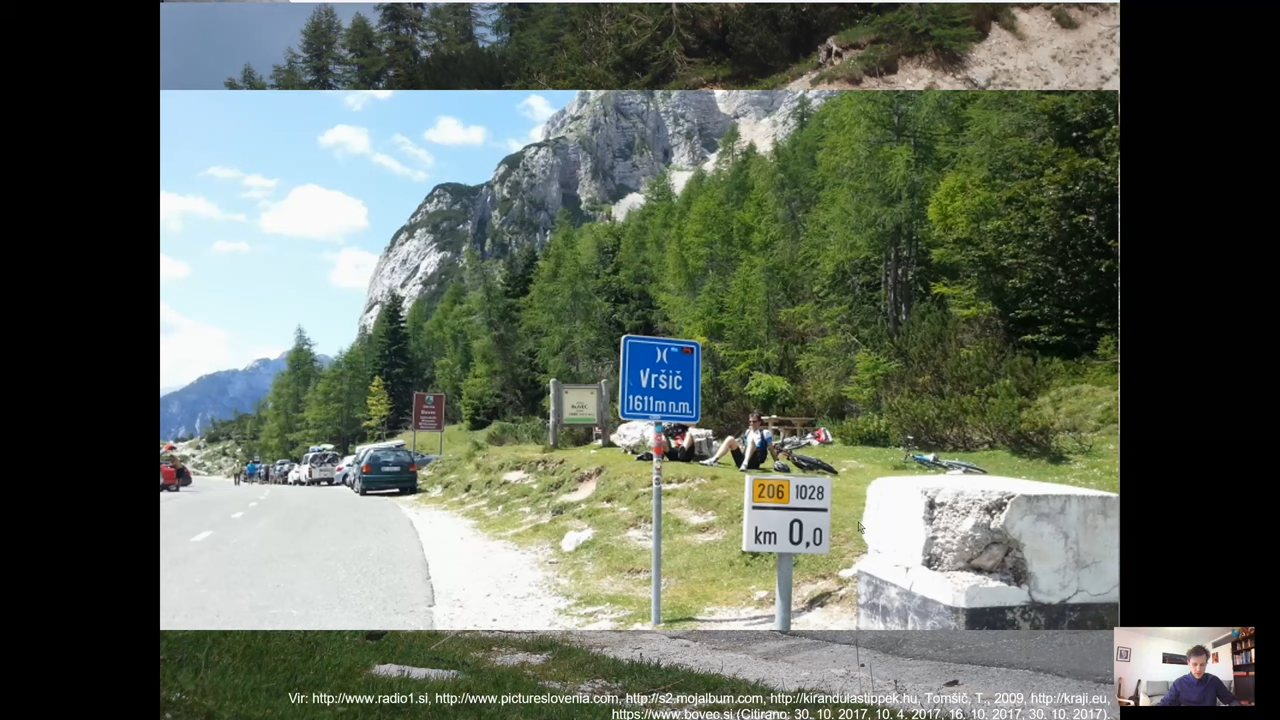 Vršič
1611m n.m.
Bovec
206 1028
km 0,0
Vir: http://www.radio1.si, http://www.pictureslovenia.com, http://s2.mojalbum.com, http://kirandulastippek.hu, Tomšič, T., 2009, http://kraji.eu,
https://www.bovec.si (Citirano: 30. 10. 2017, 10. 4. 2017, 16. 10. 2017, 30. 10. 2017).